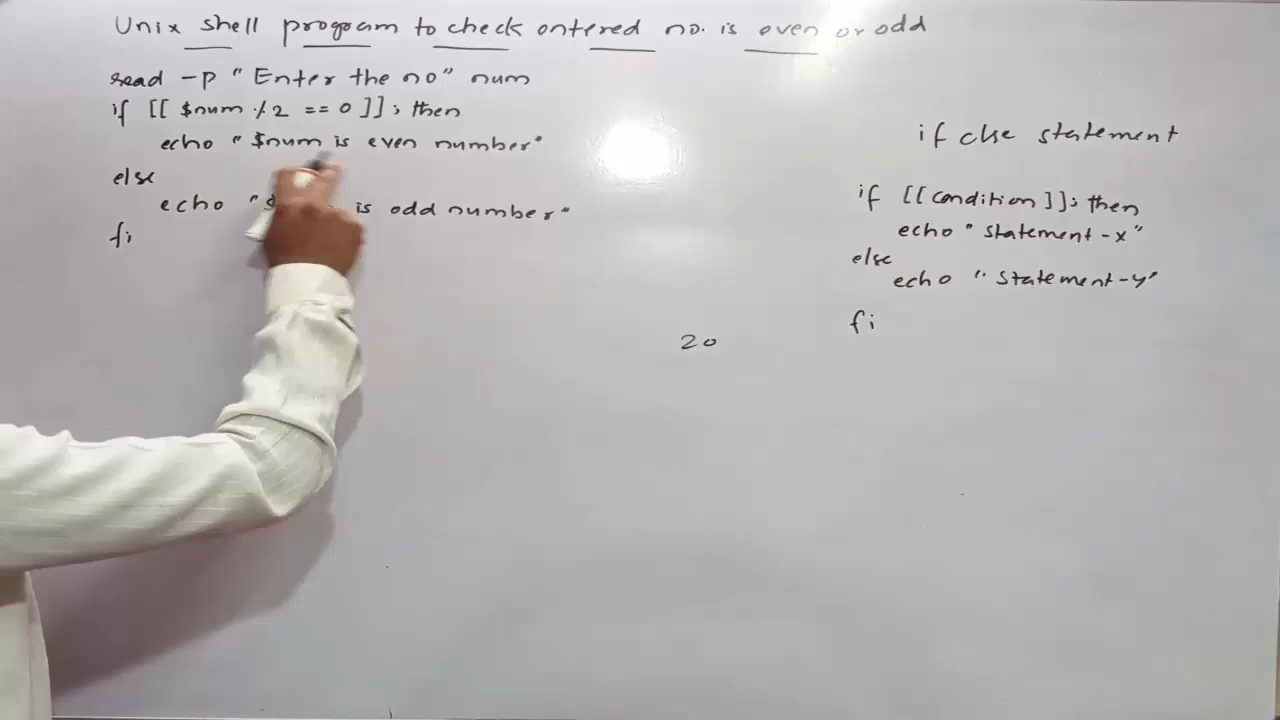 Unix shell program to check entered no. is even or odd
read -p "Enter the no" num
if [[ $num % 2 == 0 ]]; then
echo "$num is even number"
else
echo "$ is odd number"
fi
if else statement
if [[condition]]; then
echo "statement-x"
else
echo "statement-y"
fi
20